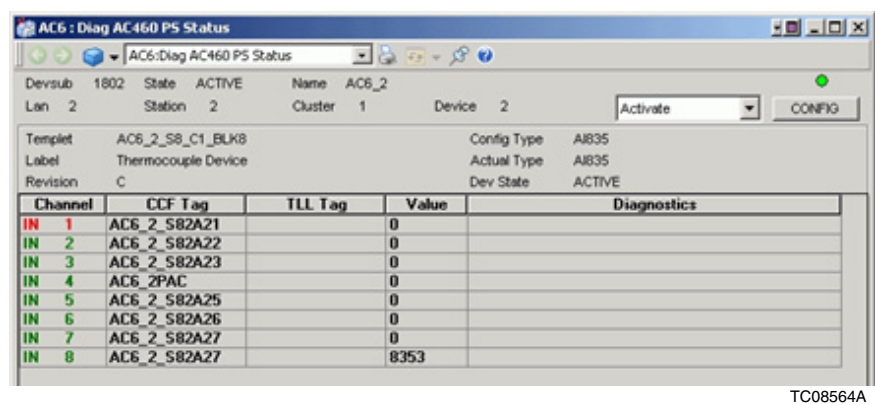 AC6 : Diag AC460 PS Status
AC6:Diag AC460 PS Status
Devsub 1802 State ACTIVE Name AC6_2
Lan 2 Station 2 Cluster 1 Device 2 Activate CONFIG
Templet AC6_2_S8_C1_BLK8 Config Type AI835
Label Thermocouple Device Actual Type AI835
Revision C Dev State ACTIVE
Channel CCF Tag TLL Tag Value Diagnostics
IN 1 AC6_2_S82A21 0
IN 2 AC6_2_S82A22 0
IN 3 AC6_2_S82A23 0
IN 4 AC6_2PAC 0
IN 5 AC6_2_S82A25 0
IN 6 AC6_2_S82A26 0
IN 7 AC6_2_S82A27 0
IN 8 AC6_2_S82A27 8353
TC08564A